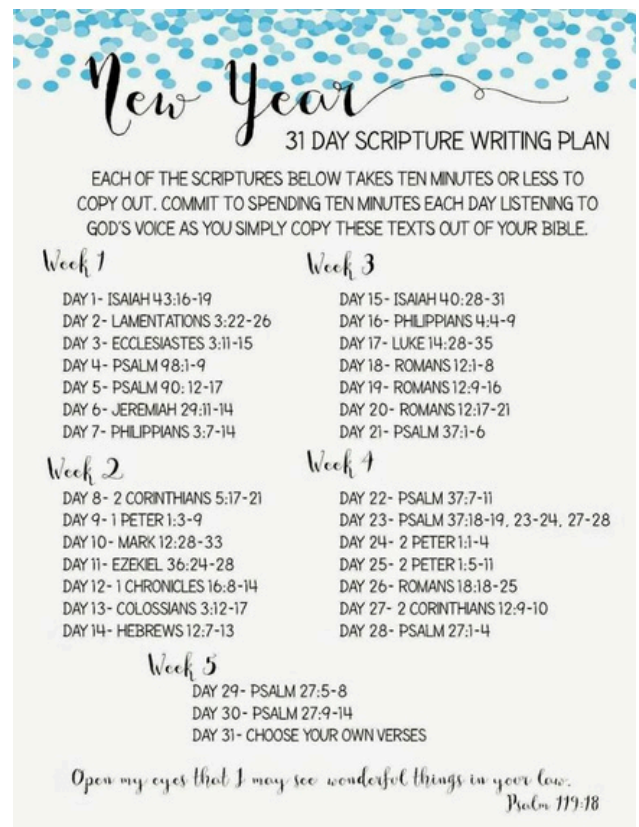 New Year
31 DAY SCRIPTURE WRITING PLAN
EACH OF THE SCRIPTURES BELOW TAKES TEN MINUTES OR LESS TO
COPY OUT. COMMIT TO SPENDING TEN MINUTES EACH DAY LISTENING TO
GOD'S VOICE AS YOU SIMPLY COPY THESE TEXTS OUT OF YOUR BIBLE.
Week 1
DAY 1- ISAIAH 43:16-19
DAY 2- LAMENTATIONS 3:22-26
DAY 3- ECCLESIASTES 3:11-15
DAY 4- PSALM 98:1-9
DAY 5- PSALM 90: 12-17
DAY 6- JEREMIAH 29:11-14
DAY 7- PHILIPPIANS 3:7-14
Week 2
DAY 8- 2 CORINTHIANS 5:17-21
DAY 9- 1 PETER 1:3-9
DAY 10- MARK 12:28-33
DAY 11- EZEKIEL 36:24-28
DAY 12- 1 CHRONICLES 16:8-14
DAY 13- COLOSSIANS 3:12-17
DAY 14- HEBREWS 12:7-13
Week 3
DAY 15- ISAIAH 40:28-31
DAY 16- PHILIPPIANS 4:4-9
DAY 17- LUKE 14:28-35
DAY 18- ROMANS 12:1-8
DAY 19- ROMANS 12:9-16
DAY 20- ROMANS 12:17-21
DAY 21- PSALM 37:1-6
Week 4
DAY 22- PSALM 37:7-11
DAY 23- PSALM 37:18-19, 23-24, 27-28
DAY 24- 2 PETER 1:1-4
DAY 25- 2 PETER 1:5-11
DAY 26- ROMANS 18:18-25
DAY 27- 2 CORINTHIANS 12:9-10
DAY 28- PSALM 27:1-4
Week 5
DAY 29- PSALM 27:5-8
DAY 30- PSALM 27:9-14
DAY 31- CHOOSE YOUR OWN VERSES
Open my eyes that I may see wonderful things in your law.
Psalm 119:18